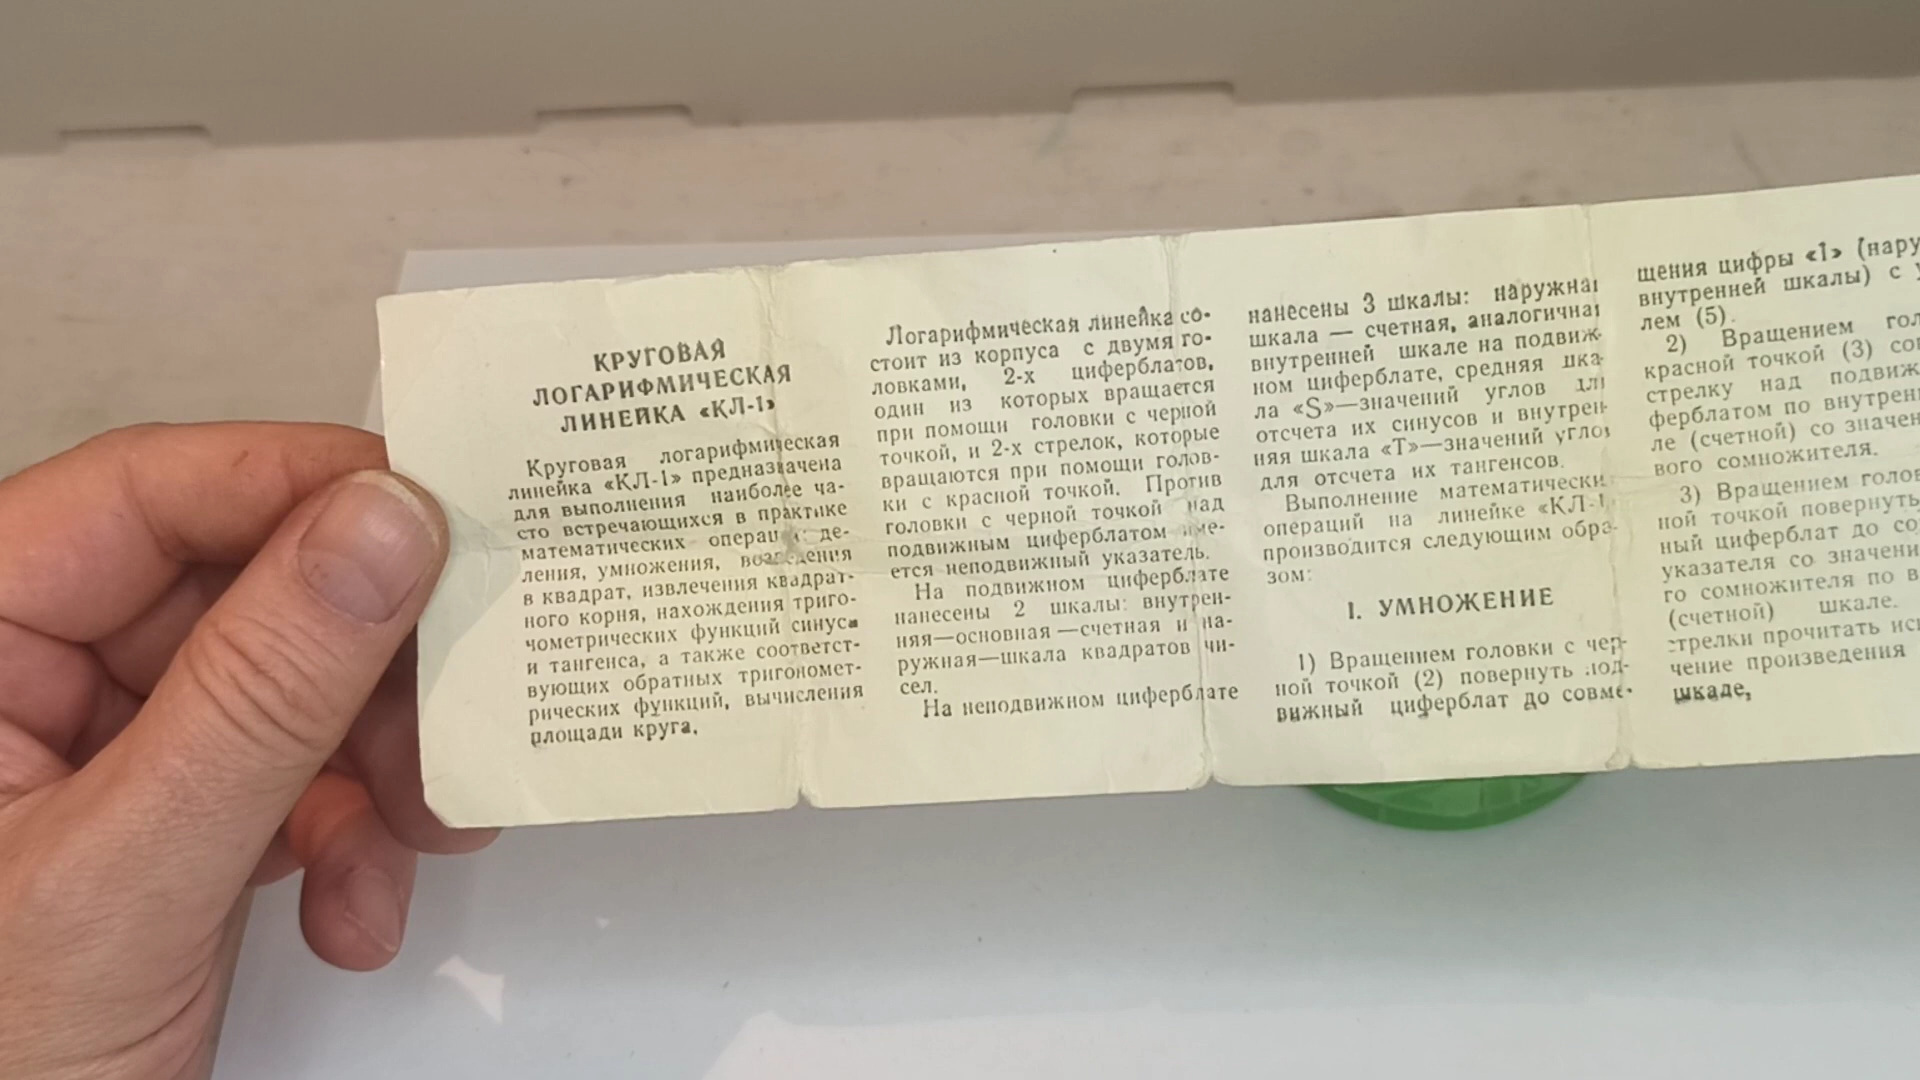 КРУГОВАЯ
ЛОГАРИФМИЧЕСКАЯ
ЛИНЕЙКА «КЛ-1»
Круговая логарифмическая
линейка «КЛ-1» предназначена
для выполнения наиболее ча-
сто встречающихся в практике
математических операц де-
ления, умножения, возведения
в квадрат, извлечения квадрат-
ного корня, нахождения триго-
чометрических функций синуса
и тангенса, а также соответст-
вующих обратных тригономет-
рических функций, вычисления
площади круга.
Логарифмическая линейка со-
стоит из корпуса с двумя го-
ловками, 2-х циферблатов,
один из которых вращается
при помощи головки с черной
точкой, и 2-х стрелок, которые
вращаются при помощи голов-
ки с красной точкой. Против
головки с черной точкой над
подвижным циферблатом име-
ется неподвижный указатель.
На подвижном циферблате
нанесены 2 шкалы: внутрен-
няя—основная—счетная и на-
ружная—шкала квадратов чи-
сел.
На неподвижном циферблате
нанесены 3 шкалы: наружная
шкала — счетная, аналогичная
внутренней шкале на подвиж-
ном циферблате, средняя шка-
ла «S»—значений углов для
отсчета их синусов и внутрен-
няя шкала «Т»—значений углов
для отсчета их тангенсов.
Выполнение математически
операций на линейке «КЛ-1
производится следующим обра-
зом:
I. УМНОЖЕНИЕ
1) Вращением головки с чер-
ной точкой (2) повернуть под-
вижный циферблат до совме-
щения цифры «1» (нару
внутренней шкалы) с у
лем (5).
2) Вращением гол
красной точкой (3) сов
стрелку над подвиж
ферблатом по внутрен
ле (счетной) со значен
вого сомножителя.
3) Вращением голов
ной точкой повернуть
ный циферблат до со
указателя со значени
го сомножителя по в
(счетной) шкале.
стрелки прочитать ис
чение произведения
шкале,